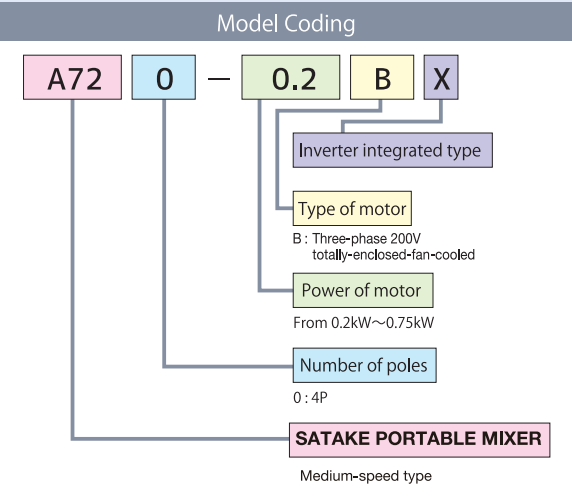 Model Coding
A72 0 — 0.2 B X
Inverter integrated type
Type of motor
B : Three-phase 200V
totally-enclosed-fan-cooled
Power of motor
From 0.2kW～0.75kW
Number of poles
0 : 4P
SATAKE PORTABLE MIXER
Medium-speed type